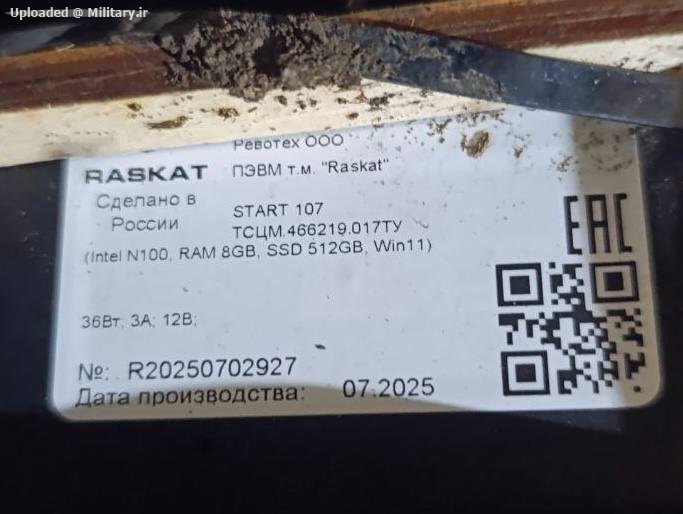 Uploaded @ Military.ir
Ревотех ООО
RASKAT
ПЭВМ т.м. "Raskat"
Сделано в
России
START 107
ТСЦМ.466219.017ТУ
(Intel N100, RAM 8GB, SSD 512GB, Win11)
EAC
36Вт; 3А; 12В;
№: R20250702927
Дата производства: 07.2025